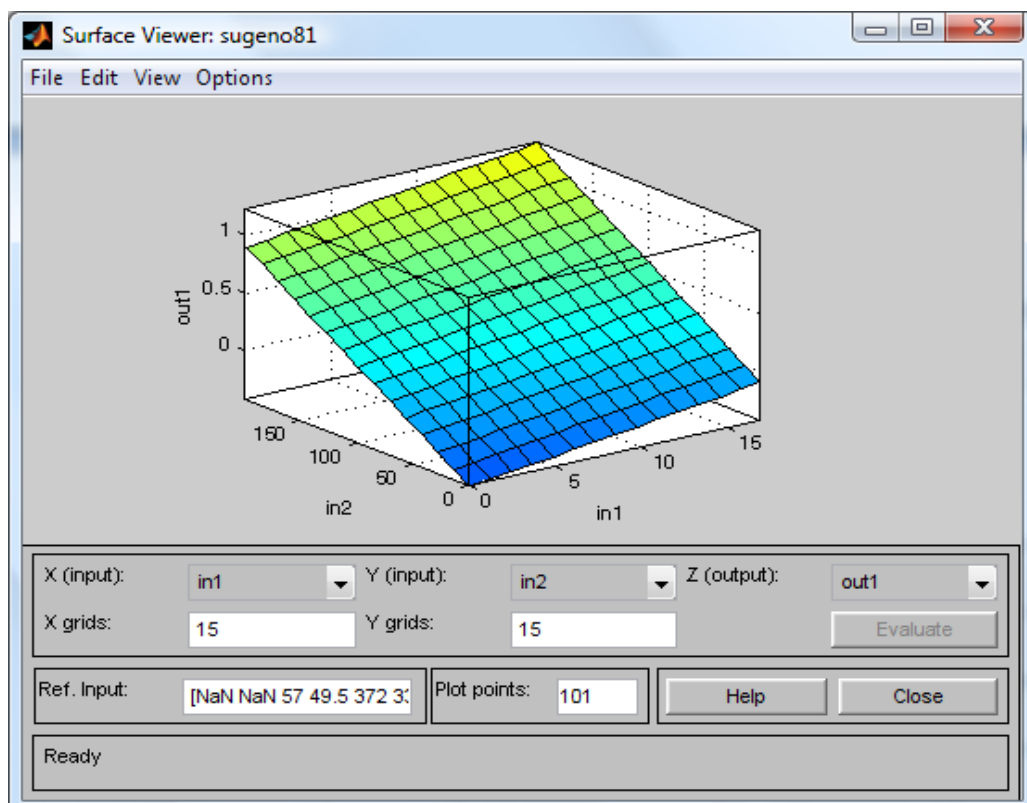 Surface Viewer: sugeno81
File Edit View Options
1
0.5
0
out1
150
100
50
0
in2
0
5
10
15
in1
X (input): in1 Y (input): in2 Z (output): out1
X grids: 15 Y grids: 15 Evaluate
Ref. Input: [NaN NaN 57 49.5 372 Plot points: 101 Help Close
Ready